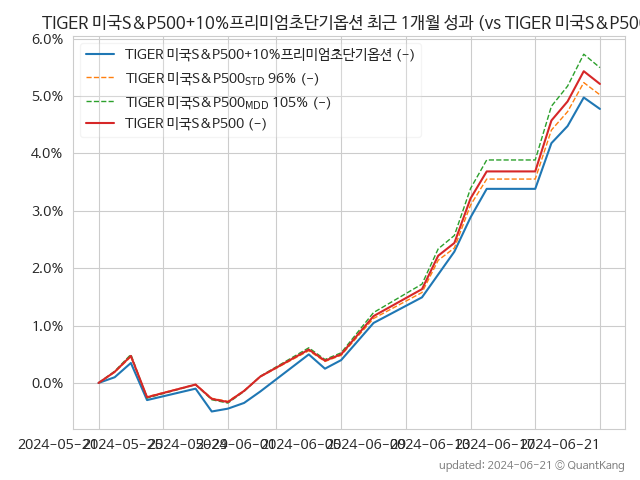 TIGER 미국S&P500+10%프리미엄초단기옵션 최근 1개월 성과 (vs TIGER 미국S&P500
6.0%
TIGER 미국S&P500+10%프리미엄초단기옵션 (-)
TIGER 미국S&P500STD 96% (-)
TIGER 미국S&P500MDD 105% (-)
TIGER 미국S&P500 (-)
5.0%
4.0%
3.0%
2.0%
1.0%
0.0%
2024-05-21 2024-05-25 2024-05-29 2024-06-01 2024-06-05 2024-06-09 2024-06-13 2024-06-17 2024-06-21
updated: 2024-06-21 © QuantKang